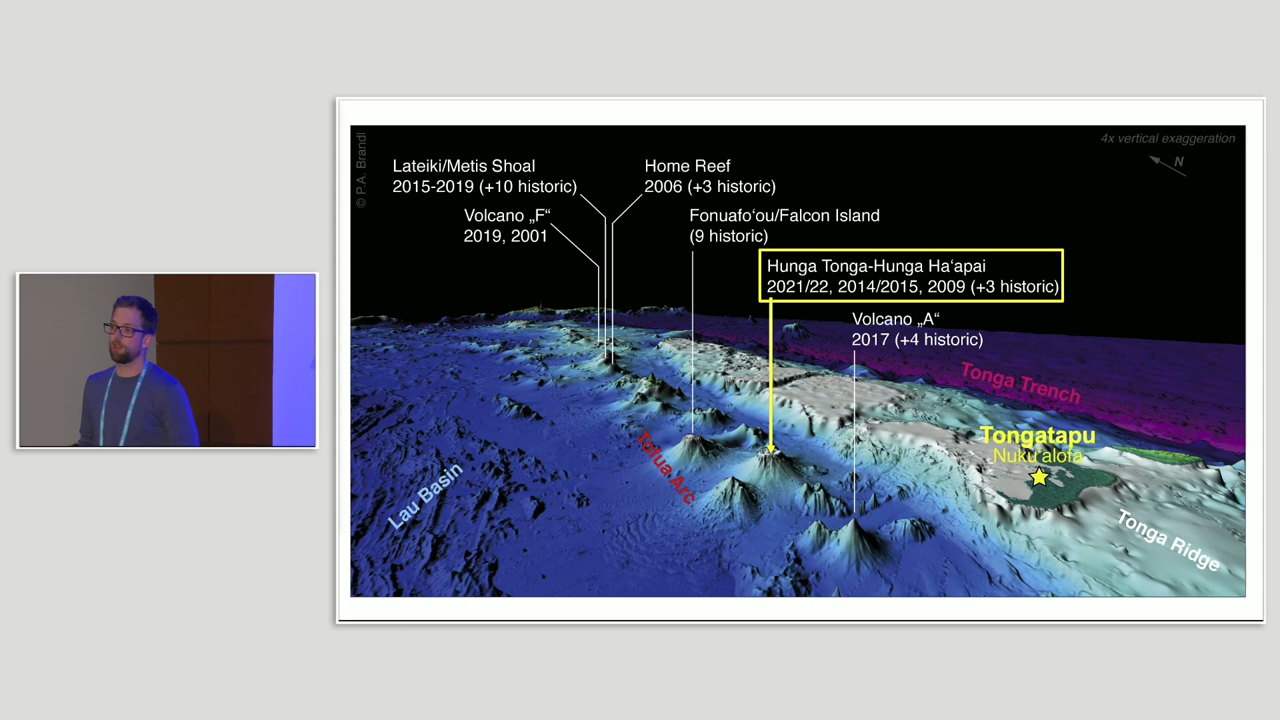 © P.A. Brandl
4x vertical exaggeration
N
Lateiki/Metis Shoal
2015-2019 (+10 historic)
Home Reef
2006 (+3 historic)
Volcano „F“
2019, 2001
Fonuafo‘ou/Falcon Island
(9 historic)
Hunga Tonga-Hunga Ha‘apai
2021/22, 2014/2015, 2009 (+3 historic)
Volcano „A“
2017 (+4 historic)
Tonga Trench
Tongatapu
Nuku‘alofa
Tofua Arc
Lau Basin
Tonga Ridge